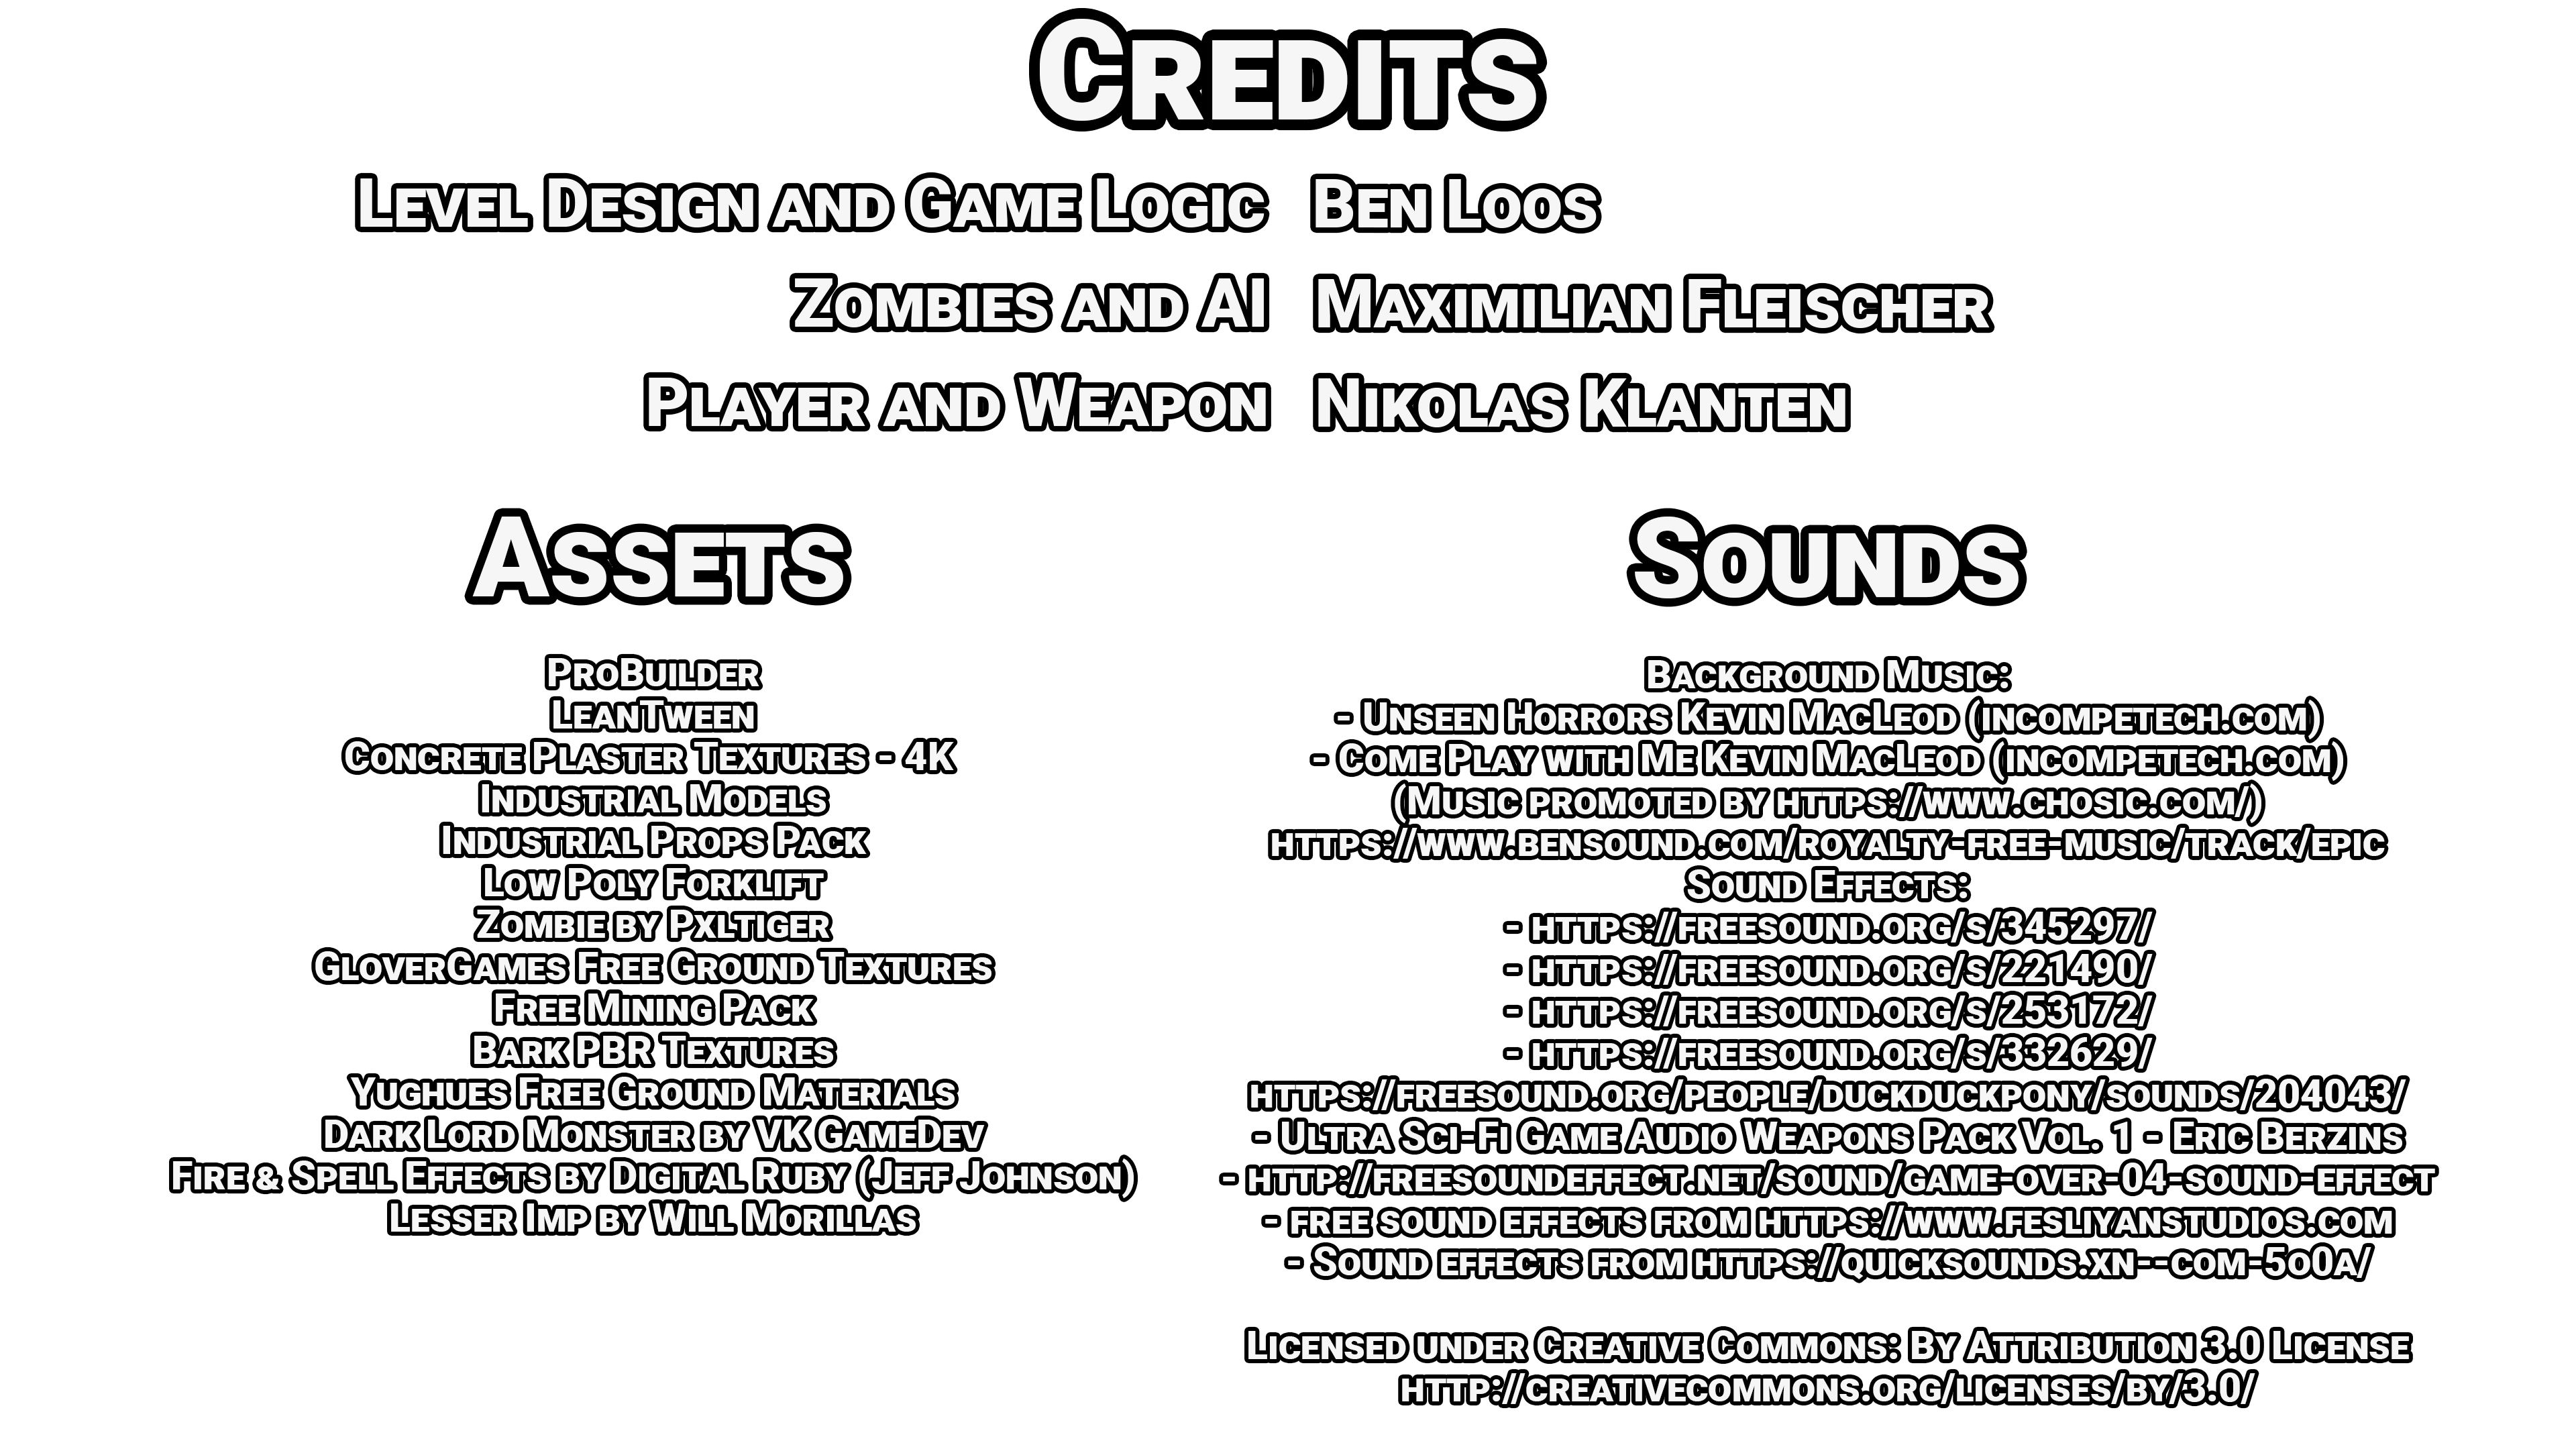 Credits
Level Design and Game Logic Ben Loos
Zombies and AI Maximilian Fleischer
Player and Weapon Nikolas Klanten
Assets
ProBuilder
LeanTween
Concrete Plaster Textures - 4K
Industrial Models
Industrial Props Pack
Low Poly Forklift
Zombie by Pxltiger
GloverGames Free Ground Textures
Free Mining Pack
Bark PBR Textures
Yughues Free Ground Materials
Dark Lord Monster by VK GameDev
Fire & Spell Effects by Digital Ruby (Jeff Johnson)
Lesser Imp by Will Morillas
Sounds
Background Music:
- Unseen Horrors Kevin MacLeod (incompetech.com)
- Come Play with Me Kevin MacLeod (incompetech.com)
(Music promoted by https://www.chosic.com/)
https://www.bensound.com/royalty-free-music/track/epic
Sound Effects:
- https://freesound.org/s/345297/
- https://freesound.org/s/221490/
- https://freesound.org/s/253172/
- https://freesound.org/s/332629/
https://freesound.org/people/duckduckpony/sounds/204043/
- Ultra Sci-Fi Game Audio Weapons Pack Vol. 1 - Eric Berzins
- http://freesoundeffect.net/sound/game-over-04-sound-effect
- free sound effects from https://www.fesliyanstudios.com
- Sound effects from https://quicksounds.xn--com-5o0a/
Licensed under Creative Commons: By Attribution 3.0 License
http://creativecommons.org/licenses/by/3.0/